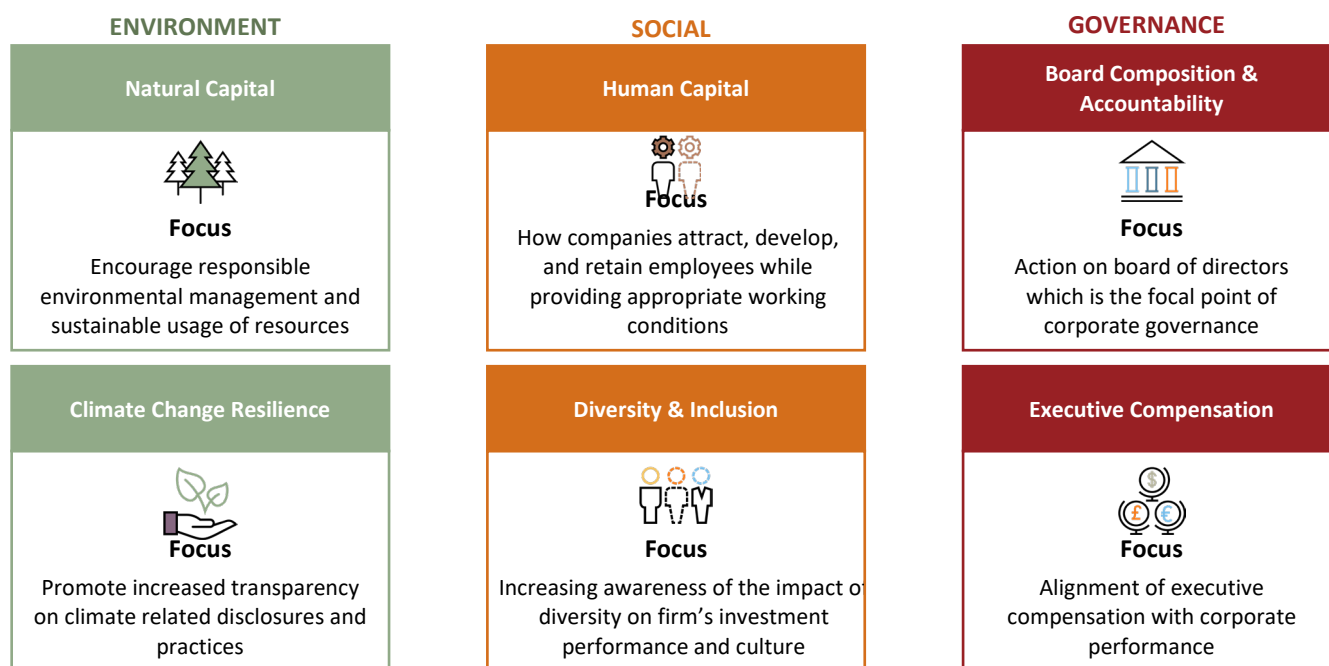 ENVIRONMENT
Natural Capital
Focus
Encourage responsible
environmental management and
sustainable usage of resources
Climate Change Resilience
Focus
Promote increased transparency
on climate related disclosures and
practices
SOCIAL
Human Capital
Focus
How companies attract, develop,
and retain employees while
providing appropriate working
conditions
Diversity & Inclusion
Focus
Increasing awareness of the impact of
diversity on firm's investment
performance and culture
GOVERNANCE
Board Composition &
Accountability
Focus
Action on board of directors
which is the focal point of
corporate governance
Executive Compensation
$
£
€
Focus
Alignment of executive
compensation with corporate
performance